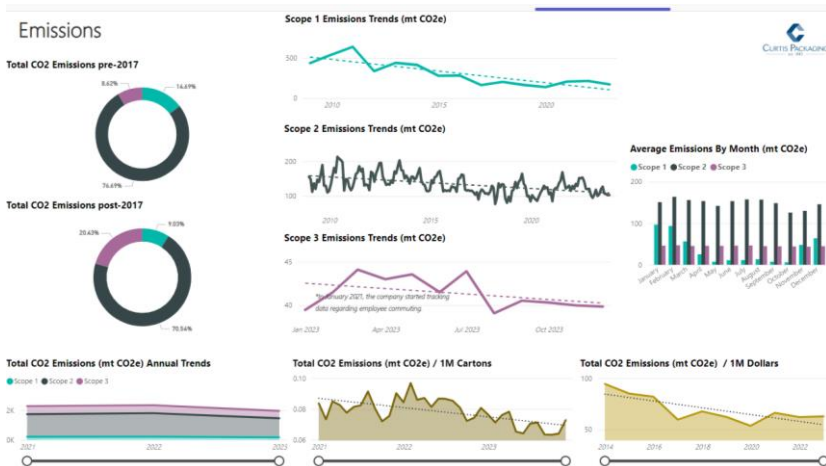 Emissions
CURTIS PACKAGING
Total CO2 Emissions pre-2017
8.62%
14.69%
76.69%
Total CO2 Emissions post-2017
20.63%
9.03%
70.56%
Scope 1 Emissions Trends (mt CO2e)
500
0
2010
2015
2020
Scope 2 Emissions Trends (mt CO2e)
200
100
2010
2015
2020
Scope 3 Emissions Trends (mt CO2e)
45
40
January 2021, the company started tracking
data regarding employee commuting.
Jan 2023
Apr 2023
Jul 2023
Oct 2023
Average Emissions By Month (mt CO2e)
Scope 1 Scope 2 Scope 3
200
100
0
January
February
March
April
May
June
July
August
September
October
November
December
Total CO2 Emissions (mt CO2e) Annual Trends
Scope 1 Scope 2 Scope 3
2K
0K
2021
2022
2023
Total CO2 Emissions (mt CO2e) / 1M Cartons
0.10
0.08
0.06
2021
2022
2023
Total CO2 Emissions (mt CO2e) / 1M Dollars
100
50
2014
2016
2018
2020
2022